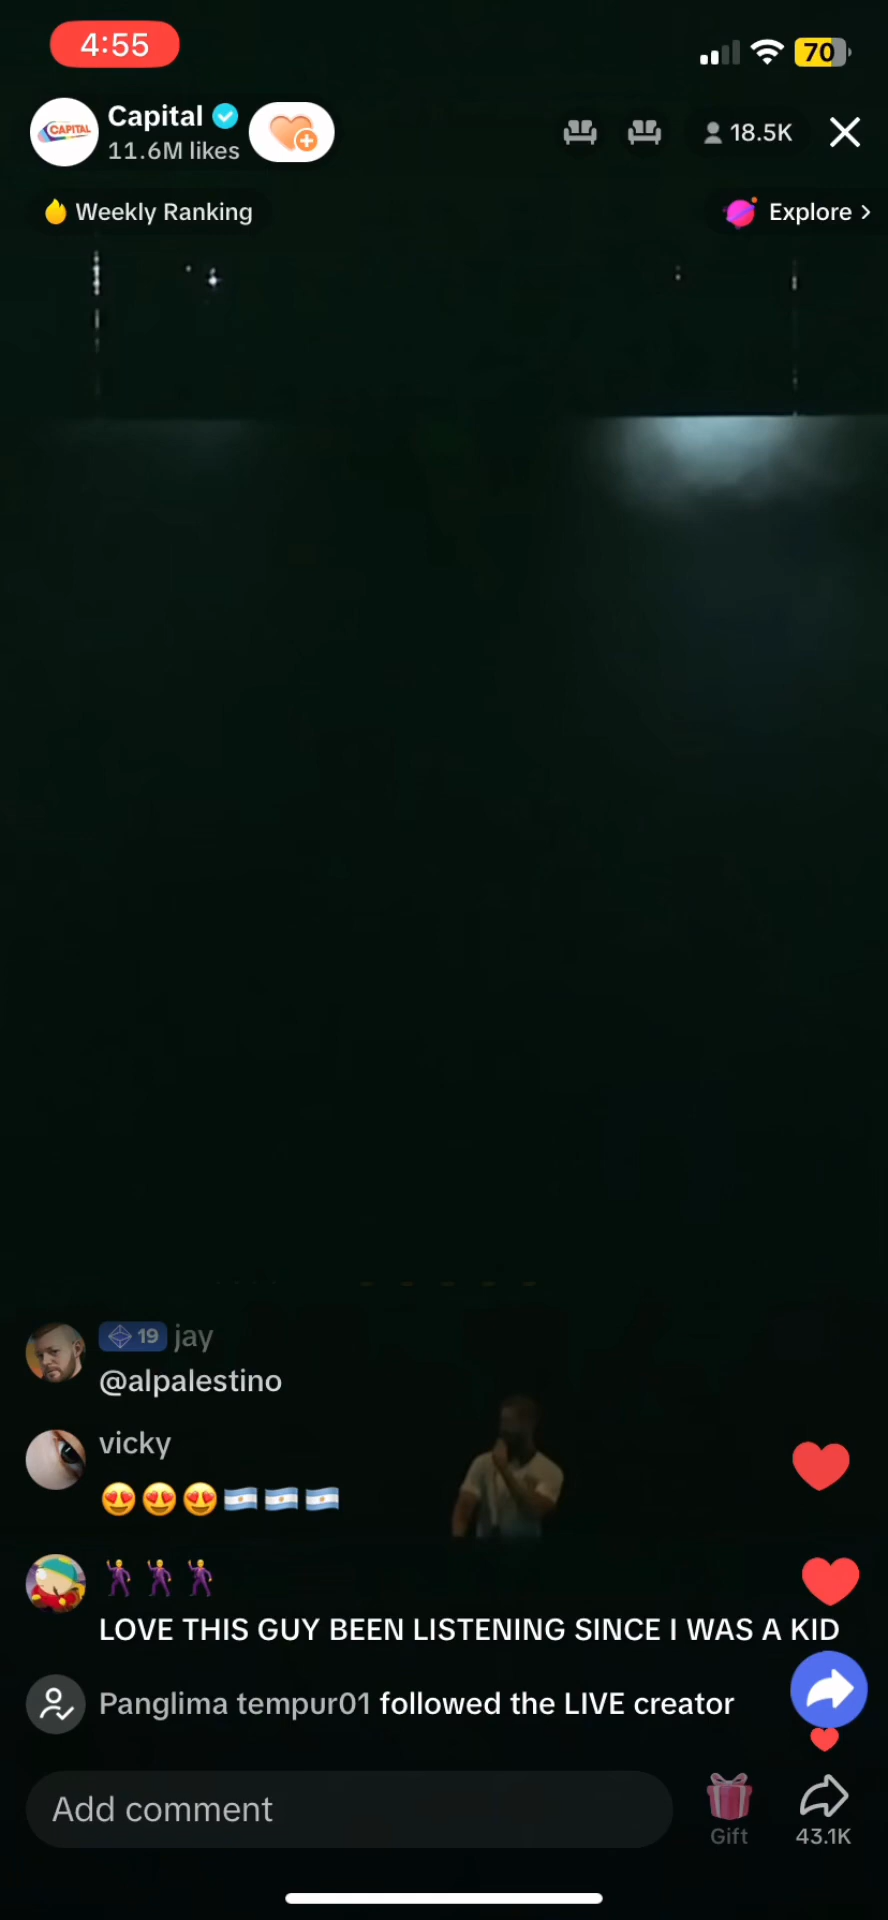 4:55
70
CAPITAL
Capital
11.6M likes
18.5K
Weekly Ranking
Explore >
19 jay
@alpalestino
vicky
😍😍😍🇦🇷🇦🇷🇦🇷
🕺🕺🕺
LOVE THIS GUY BEEN LISTENING SINCE I WAS A KID
Panglima tempur01 followed the LIVE creator
Add comment
Gift
43.1K